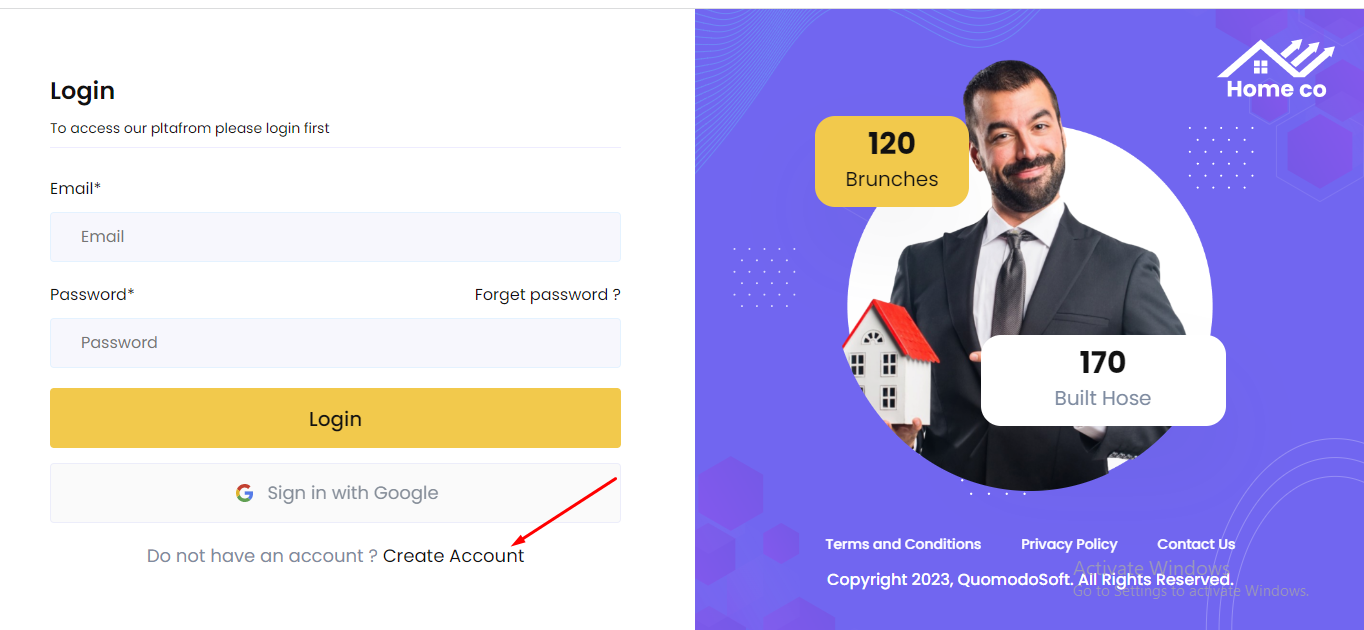 Login
To access our pltafrom please login first
Email*
Email
Password* Forget password ?
Password
Login
Sign in with Google
Do not have an account ? Create Account
Home co
120
Brunches
170
Built Hose
Terms and Conditions Privacy Policy Contact Us
Activate Windows
Copyright 2023, QuomodoSoft. All Rights Reserved.
Go to Settings to activate Windows.